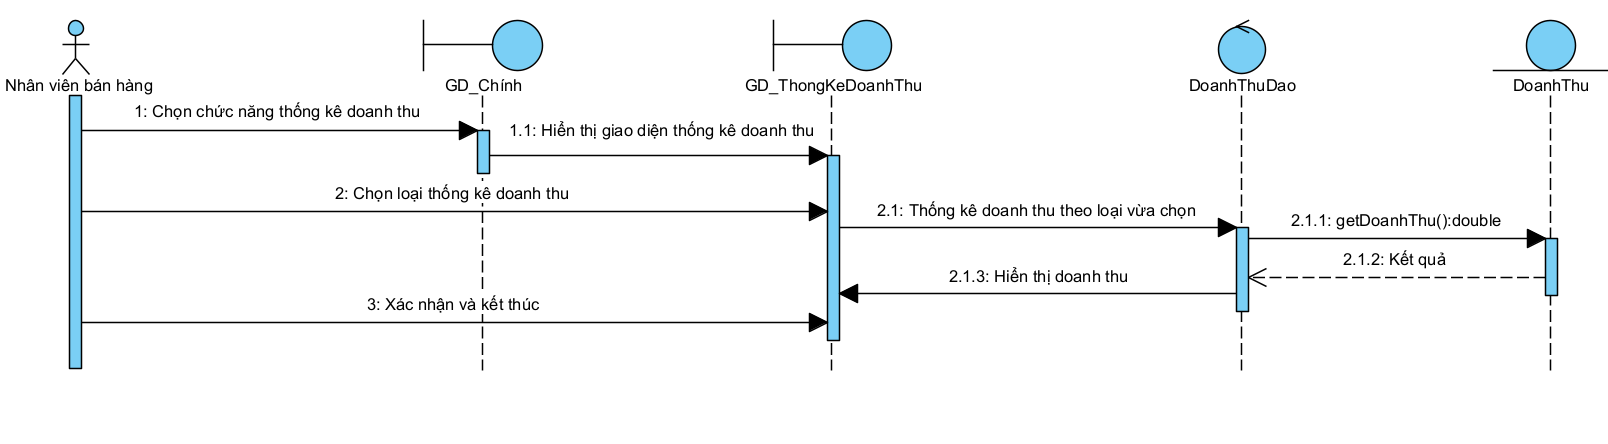 Nhân viên bán hàng
GD_Chính
GD_ThongKeDoanhThu
DoanhThuDao
DoanhThu
1: Chọn chức năng thống kê doanh thu
1.1: Hiển thị giao diện thống kê doanh thu
2: Chọn loại thống kê doanh thu
2.1: Thống kê doanh thu theo loại vừa chọn
2.1.1: getDoanhThu():double
2.1.2: Kết quả
2.1.3: Hiển thị doanh thu
3: Xác nhận và kết thúc